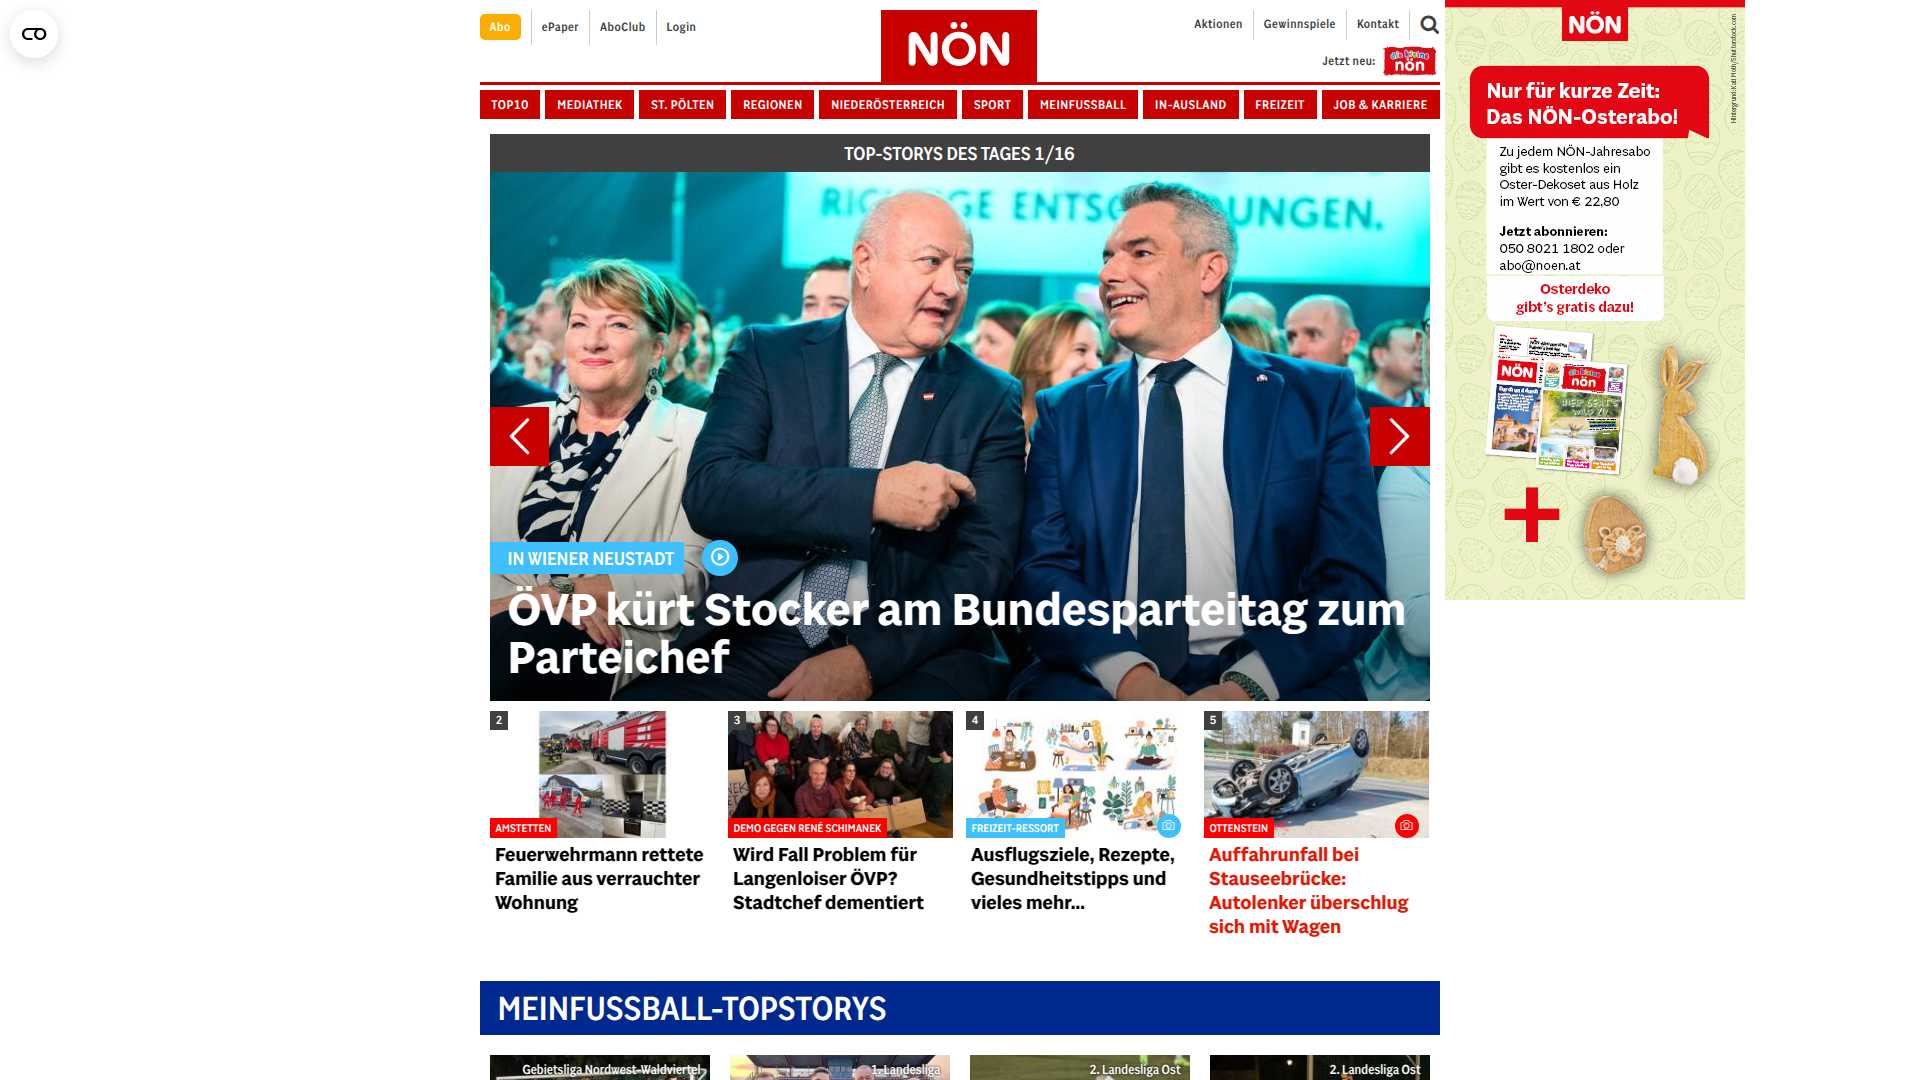 Abo
ePaper
AboClub
Login
NÖN
Aktionen
Gewinnspiele
Kontakt
Jetzt neu:
die kleine
nön
TOP10
MEDIATHEK
ST. PÖLTEN
REGIONEN
NIEDERÖSTERREICH
SPORT
MEINFUSSBALL
IN-AUSLAND
FREIZEIT
JOB & KARRIERE
TOP-STORYS DES TAGES 1/16
IN WIENER NEUSTADT
ÖVP kürt Stocker am Bundesparteitag zum
Parteichef
2
AMSTETTEN
Feuerwehrmann rettete
Familie aus verrauchter
Wohnung
3
DEMO GEGEN RENÉ SCHIMANEK
Wird Fall Problem für
Langenloiser ÖVP?
Stadtchef dementiert
4
FREIZEIT-RESSORT
Ausflugsziele, Rezepte,
Gesundheitstipps und
vieles mehr...
5
OTTENSTEIN
Auffahrunfall bei
Stauseebrücke:
Autolenker überschlug
sich mit Wagen
MEINFUSSBALL-TOPSTORYS
Gebietsliga Nordwest-Waldviertel
1. Landesliga
2. Landesliga Ost
2. Landesliga Ost
NÖN
Nur für kurze Zeit:
Das NÖN-Osterabo!
Zu jedem NÖN-Jahresabo
gibt es kostenlos ein
Oster-Dekoset aus Holz
im Wert von € 22,80
Jetzt abonnieren:
050 8021 1802 oder
abo@noen.at
Osterdeko
gibt's gratis dazu!
NÖN
nön
+